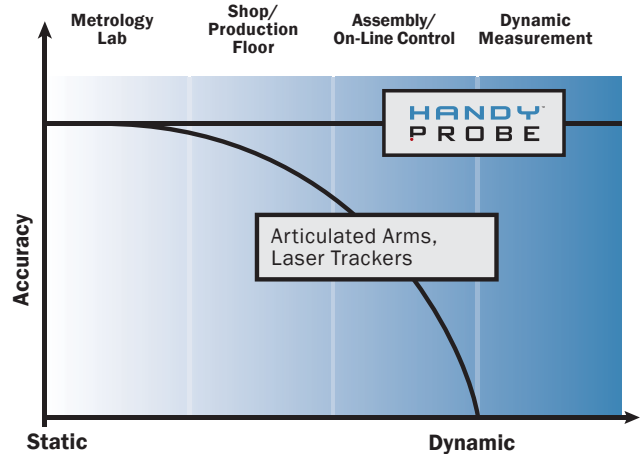 Metrology
Lab
Shop/
Production
Floor
Assembly/
On-Line Control
Dynamic
Measurement
HANDY™
PROBE
Articulated Arms,
Laser Trackers
Accuracy
Static
Dynamic